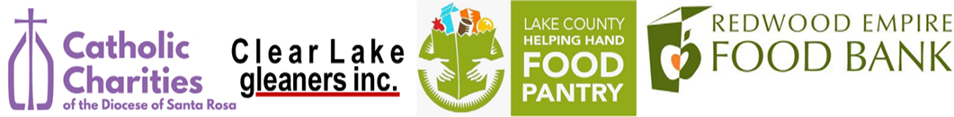 Catholic
Charities
of the Diocese of Santa Rosa
Clear Lake
gleaners inc.
LAKE COUNTY
HELPING HAND
FOOD
PANTRY
REDWOOD EMPIRE
FOOD BANK